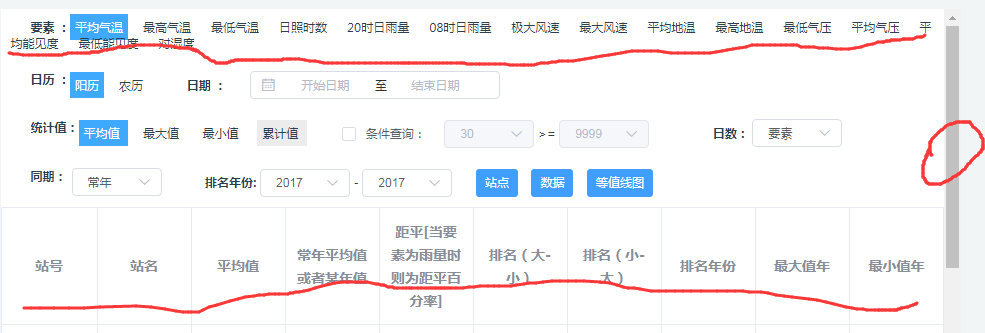 要素 ： 平均气温 最高气温 最低气温 日照时数 20时日雨量 08时日雨量 极大风速 最大风速 平均地温 最高地温 最低气压 平均气压 平
均能见度 最低能见度 对湿度
日历 ： 阳历 农历 日期 ： 开始日期 至 结束日期
统计值： 平均值 最大值 最小值 累计值 条件查询： 30 >= 9999 日数： 要素
同期： 常年 排名年份: 2017 - 2017 站点 数据 等值线图
站号 站名 平均值 常年平均值
或者某年值 距平[当要
素为雨量时
则为距平百
分率] 排名（大-
小） 排名（小-
大） 排名年份 最大值年 最小值年